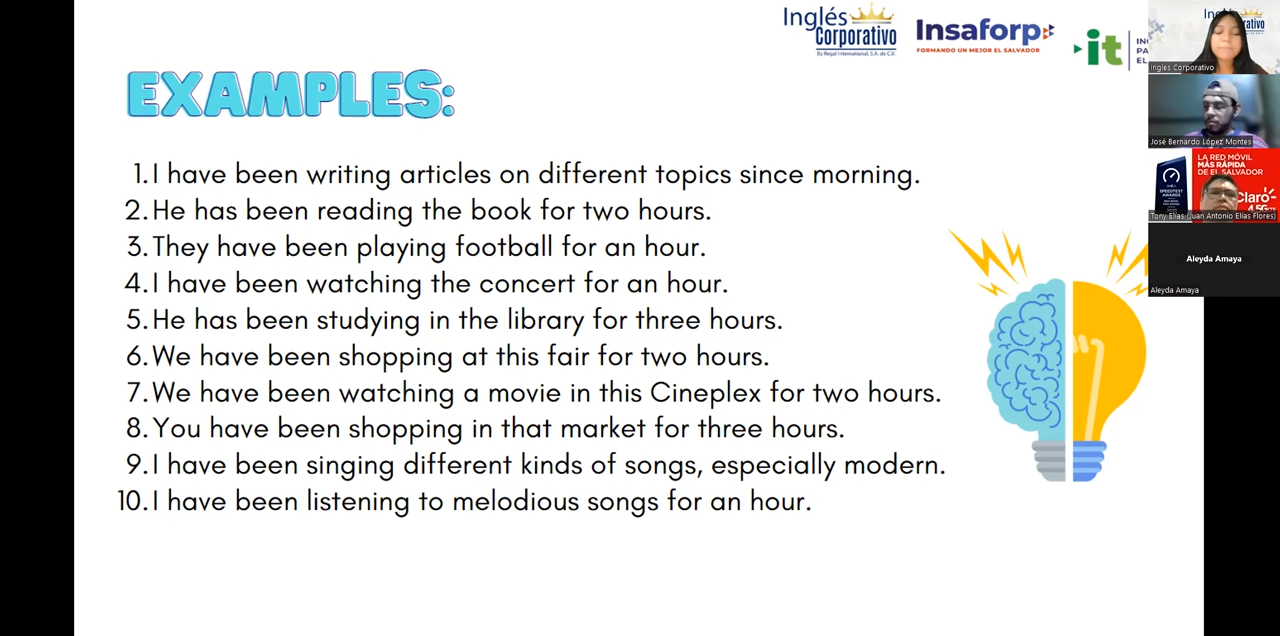 Inglés
Corporativo
By Regal International, S.A. de C.V.
Insaforp
FORMANDO UN MEJOR EL SALVADOR
it
EXAMPLES:
1. I have been writing articles on different topics since morning.
2. He has been reading the book for two hours.
3. They have been playing football for an hour.
4. I have been watching the concert for an hour.
5. He has been studying in the library for three hours.
6. We have been shopping at this fair for two hours.
7. We have been watching a movie in this Cineplex for two hours.
8. You have been shopping in that market for three hours.
9. I have been singing different kinds of songs, especially modern.
10. I have been listening to melodious songs for an hour.
Inglés Corporativo
José Bernardo López Montes
LA RED MÓVIL
MÁS RÁPIDA
DE EL SALVADOR
SPEEDTEST
AWARDS
Claro
Tony Elías (Juan Antonio Elías Flores)
Aleyda Amaya
Aleyda Amaya